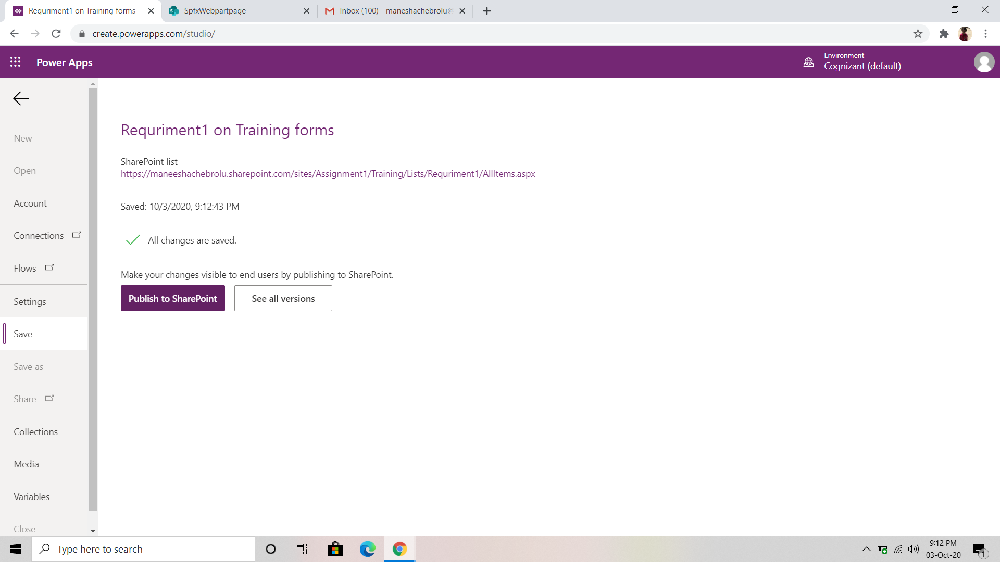 Requriment1 on Training forms -
SpfxWebpartpage
Inbox (100) - maneshachebrolu@
create.powerapps.com/studio/
Power Apps
Environment
Cognizant (default)
New
Open
Account
Connections
Flows
Settings
Save
Save as
Share
Collections
Media
Variables
Close
Requriment1 on Training forms
SharePoint list
https://maneeshachebrolu.sharepoint.com/sites/Assignment1/Training/Lists/Requriment1/AllItems.aspx
Saved: 10/3/2020, 9:12:43 PM
All changes are saved.
Make your changes visible to end users by publishing to SharePoint.
Publish to SharePoint
See all versions
Type here to search
9:12 PM
03-Oct-20
1